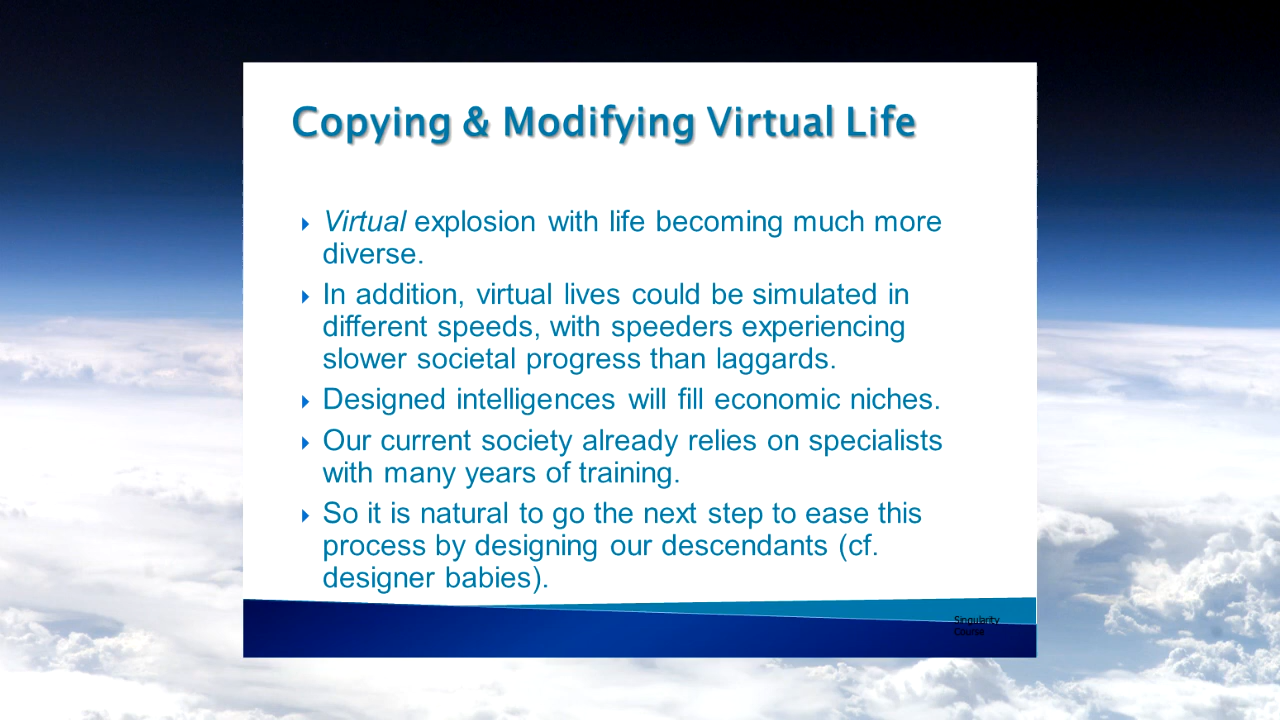 Copying & Modifying Virtual Life
Virtual explosion with life becoming much more
diverse.
In addition, virtual lives could be simulated in
different speeds, with speeders experiencing
slower societal progress than laggards.
Designed intelligences will fill economic niches.
Our current society already relies on specialists
with many years of training.
So it is natural to go the next step to ease this
process by designing our descendants (cf.
designer babies).
Singularity
Course